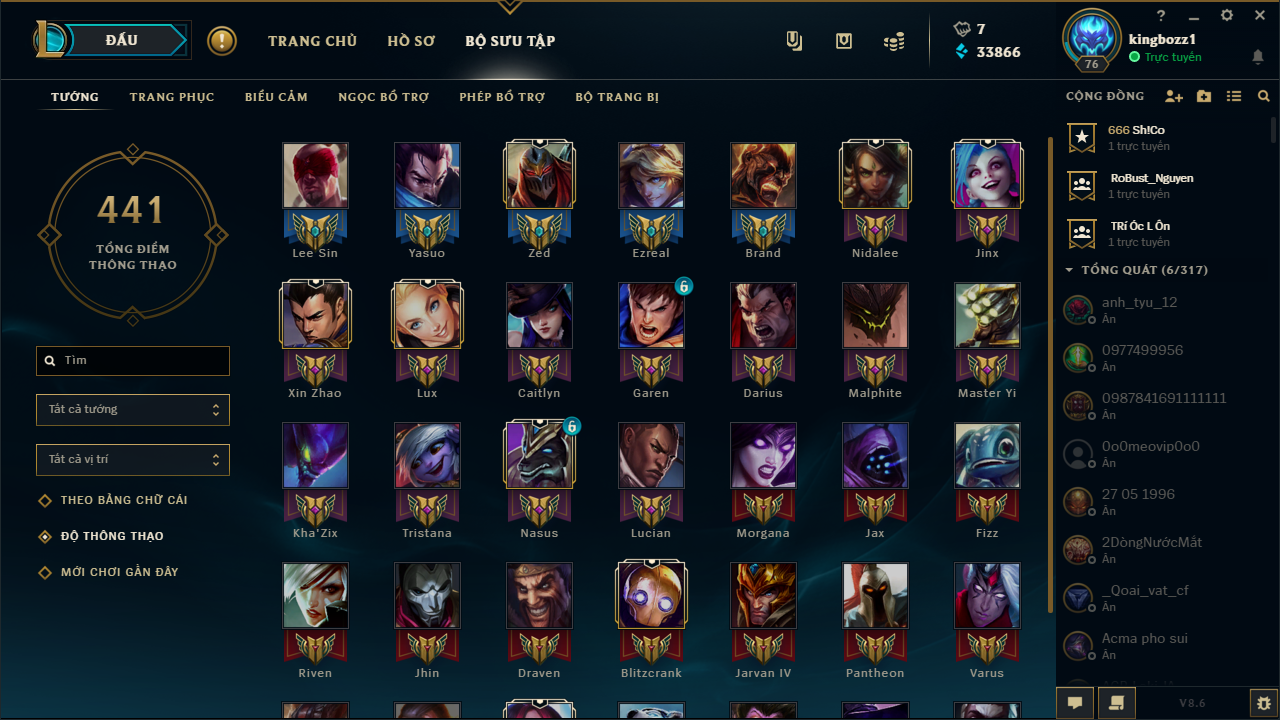 ĐẤU
!
TRANG CHỦ
HỒ SƠ
BỘ SƯU TẬP
7
33866
?
kingbozz1
Trực tuyến
76
TƯỚNG
TRANG PHỤC
BIỂU CẢM
NGỌC BỔ TRỢ
PHÉP BỔ TRỢ
BỘ TRANG BỊ
441
TỔNG ĐIỂM
THÔNG THẠO
Tìm
Tất cả tướng
Tất cả vị trí
THEO BẢNG CHỮ CÁI
ĐỘ THÔNG THẠO
MỚI CHƠI GẦN ĐÂY
Lee Sin
Yasuo
Zed
Ezreal
Brand
Nidalee
Jinx
6
Xin Zhao
Lux
Caitlyn
Garen
Darius
Malphite
Master Yi
6
Kha'Zix
Tristana
Nasus
Lucian
Morgana
Jax
Fizz
Riven
Jhin
Draven
Blitzcrank
Jarvan IV
Pantheon
Varus
CỘNG ĐỒNG
666 Sh!Co
1 trực tuyến
RoBust_Nguyen
1 trực tuyến
TRí Óc L Ôn
1 trực tuyến
TỔNG QUÁT (6/317)
anh_tyu_12
Ẩn
0977499956
Ẩn
0987841691111111
Ẩn
0o0meovip0o0
Ẩn
27 05 1996
Ẩn
2DòngNướcMắt
Ẩn
_Qoai_vat_cf
Ẩn
Acma pho sui
Ẩn
V8.6